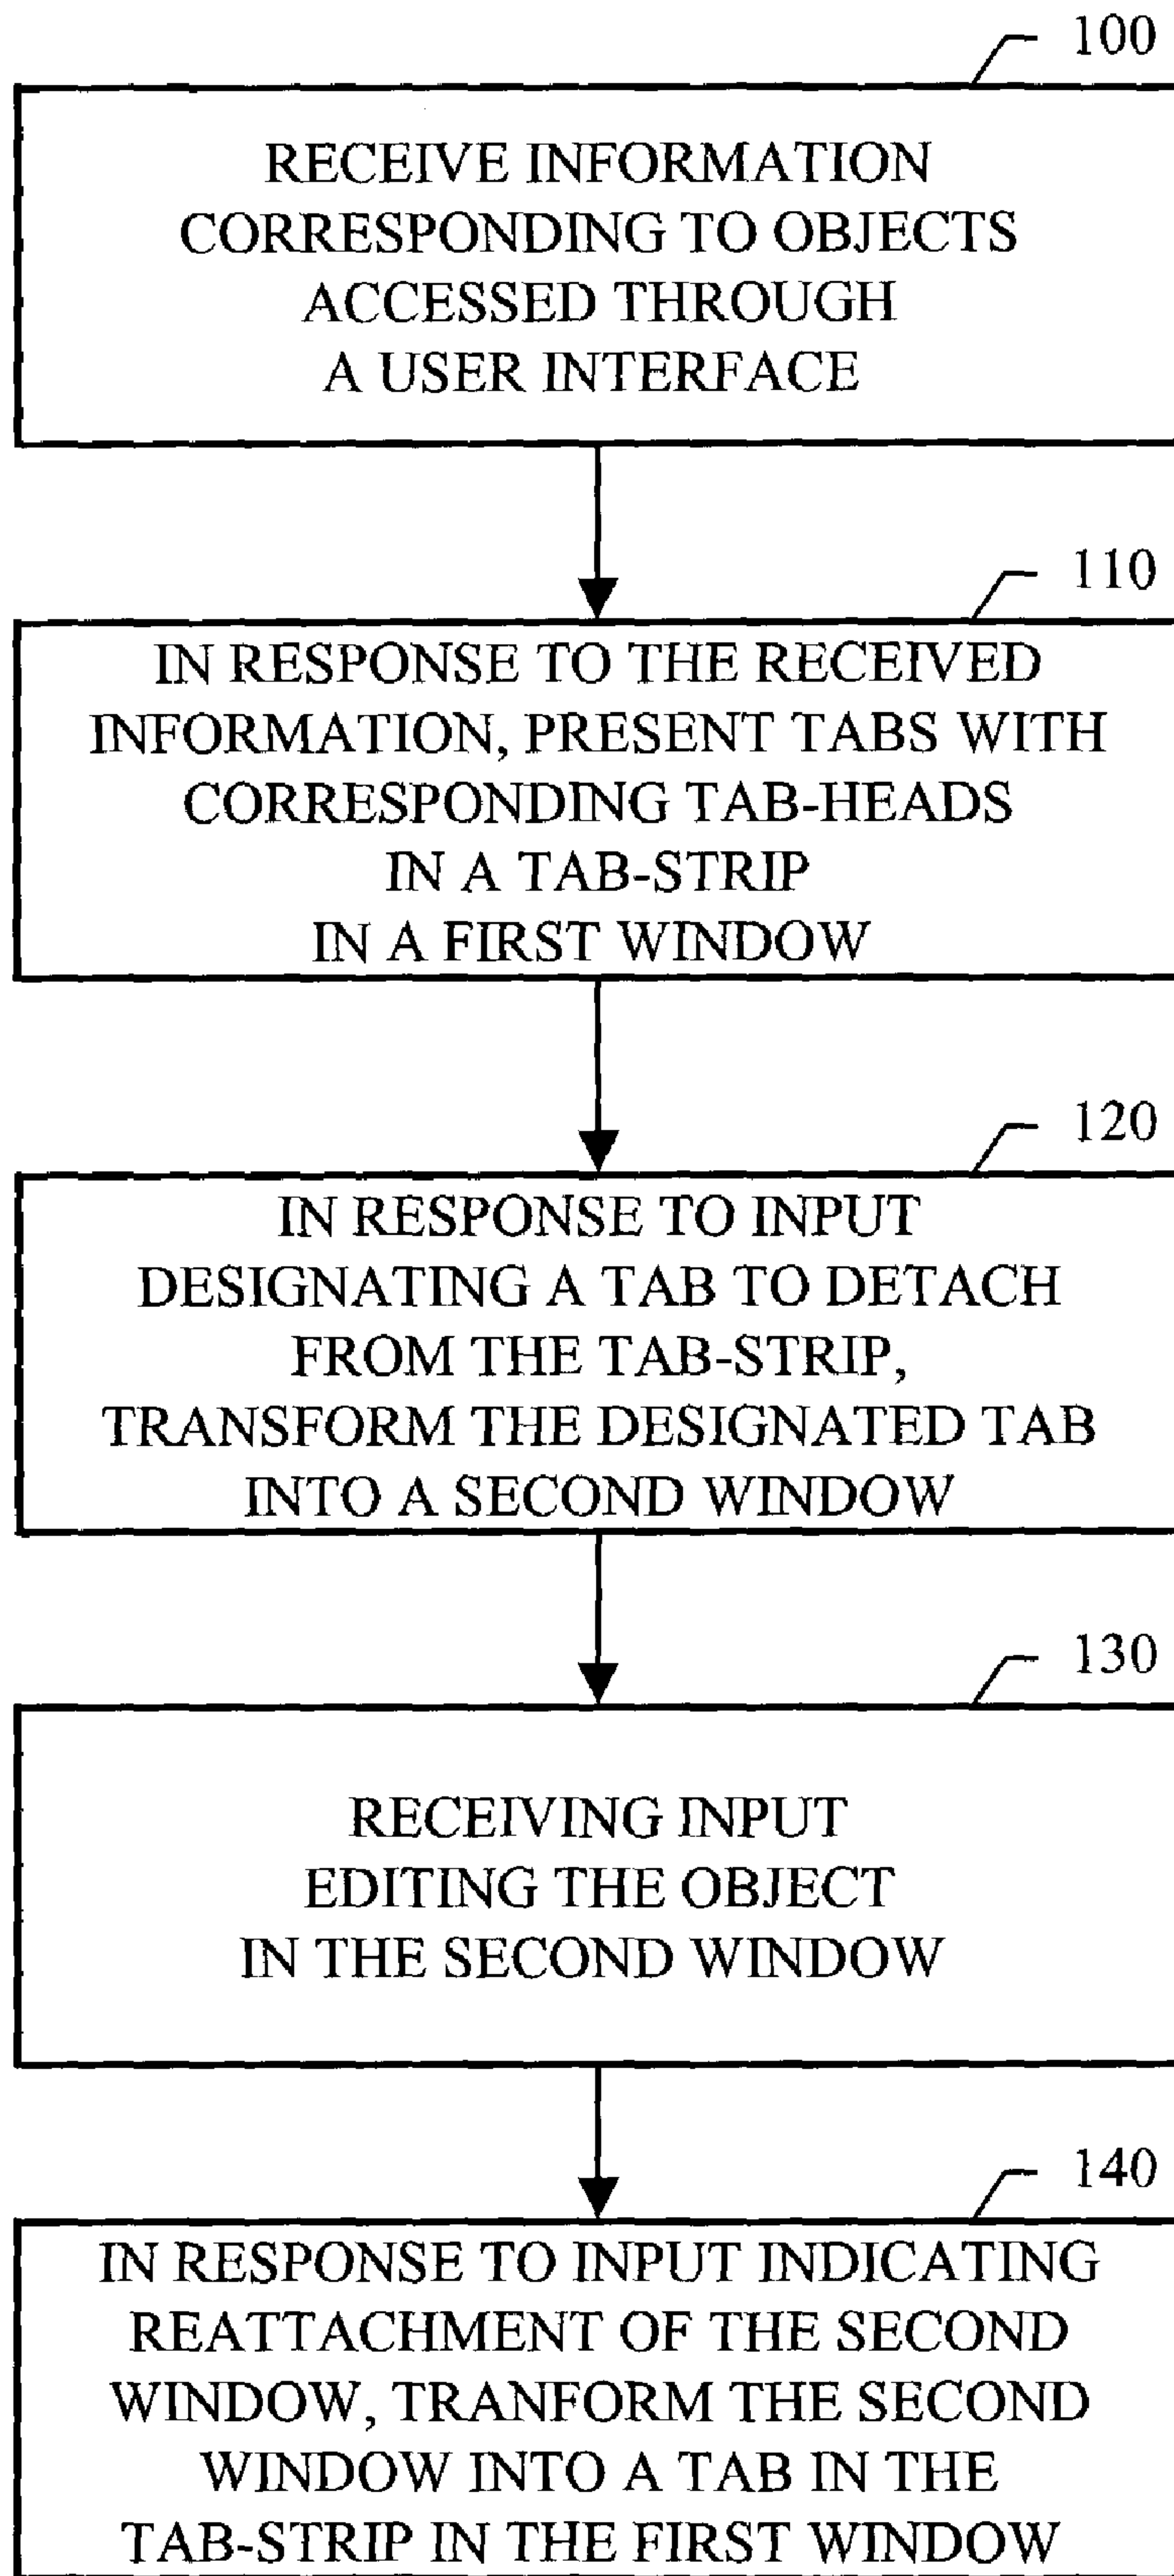 100
RECEIVE INFORMATION
CORRESPONDING TO OBJECTS
ACCESSED THROUGH
A USER INTERFACE
110
IN RESPONSE TO THE RECEIVED
INFORMATION, PRESENT TABS WITH
CORRESPONDING TAB-HEADS
IN A TAB-STRIP
IN A FIRST WINDOW
120
IN RESPONSE TO INPUT
DESIGNATING A TAB TO DETACH
FROM THE TAB-STRIP,
TRANSFORM THE DESIGNATED TAB
INTO A SECOND WINDOW
130
RECEIVING INPUT
EDITING THE OBJECT
IN THE SECOND WINDOW
140
IN RESPONSE TO INPUT INDICATING
REATTACHMENT OF THE SECOND
WINDOW, TRANFORM THE SECOND
WINDOW INTO A TAB IN THE
TAB-STRIP IN THE FIRST WINDOW